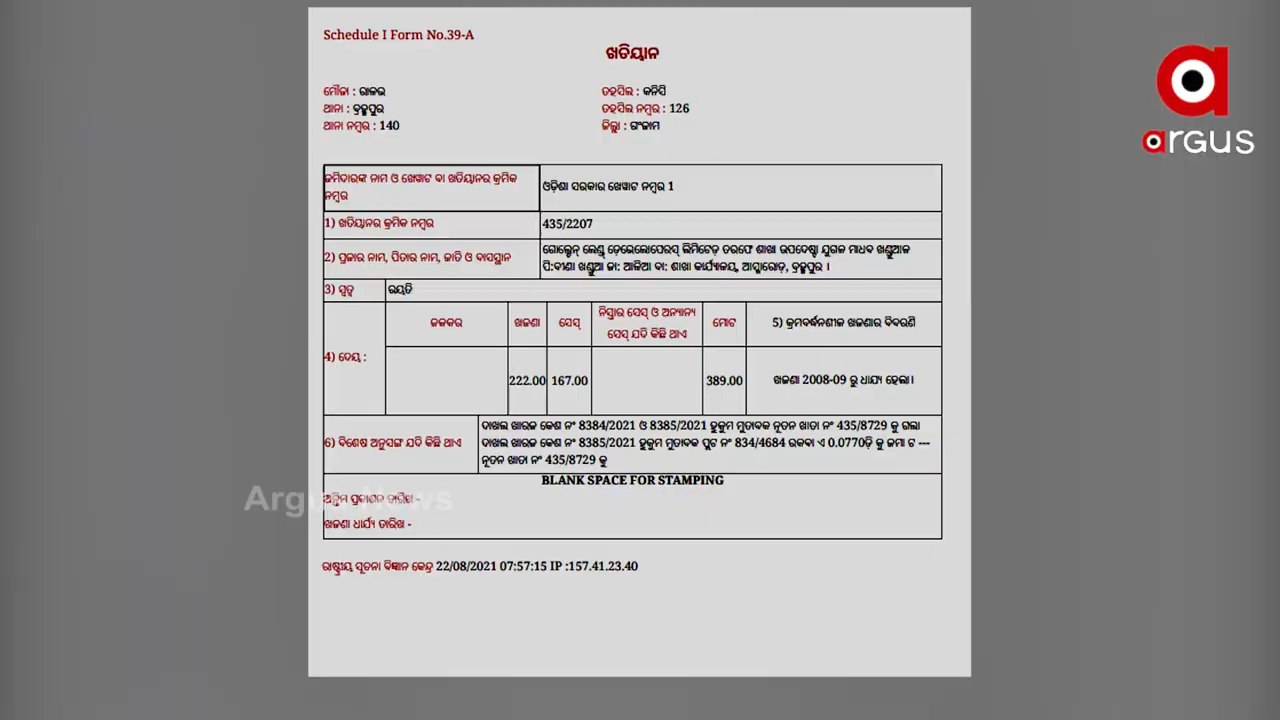 Schedule I Form No.39-A
ଖତିୟାନ
ମୌଜା : ରାଳଭ
ତହସିଲ : କନିସି
ଥାନା : ବ୍ରହ୍ମପୁର
ତହସିଲ ନମ୍ବର : 126
ଥାନା ନମ୍ବର : 140
ଜିଲ୍ଲା : ଗଂଜାମ
argus
ଜମିଦାରଙ୍କ ନାମ ଓ ଖେୱାଟ ବା ଖତିୟାନର କ୍ରମିକ
ନମ୍ବର
ଓଡ଼ିଶା ସରକାର ଖେୱାଟ ନମ୍ବର 1
1) ଖତିୟାନର କ୍ରମିକ ନମ୍ବର
435/2207
2) ପ୍ରଜାର ନାମ, ପିତାର ନାମ, ଜାତି ଓ ବାସସ୍ଥାନ
ଗୋଲ୍ଡେନ୍ ଲେଣ୍ଡ ଡ଼େଭେଲୋପେରସ୍ ଲିମିଟେଡ଼ ତରଫେ ଶାଖା ଉପଦେଷ୍ଟା ଯୁଗଳ ମାଧବ ଖଣ୍ଡୁଆଳ
ପି:ବୀଣା ଖଣ୍ଡୁଆ ଜା: ଆଳିଆ ବା: ଶାଖା କାର୍ଯ୍ୟାଳୟ, ଆସ୍କାରୋଡ଼, ବ୍ରହ୍ମପୁର ।
3) ସ୍ୱତ୍ୱ
ରୟତି
4) ଦେୟ :
ଜଳକର
ଖଜଣା
ସେସ୍
ନିସ୍ତାର ସେସ୍ ଓ ଅନ୍ୟାନ୍ୟ
ସେସ୍ ଯଦି କିଛି ଥାଏ
ମୋଟ
5) କ୍ରମବର୍ଦ୍ଧନଶୀଳ ଖଜଣାର ବିବରଣି
222.00
167.00
389.00
ଖଜଣା 2008-09 ରୁ ଧାଯ୍ୟ ହେଲା।
6) ବିଶେଷ ଅନୁସଙ୍ଗ ଯଦି କିଛି ଥାଏ
ଦାଖଲ ଖାରଜ କେଶ ନଂ 8384/2021 ଓ 8385/2021 ହୁକୁମ ମୁତାବକ ନୂତନ ଖାତା ନଂ 435/8729 କୁ ଗଲା
ଦାଖଲ ଖାରଜ କେଶ ନଂ 8385/2021 ହୁକୁମ ମୁତାବକ ପ୍ଲଟ ନଂ 834/4684 ରକବା ଏ 0.0770ଡ଼ି କୁ ଜମା ଟ ---
ନୂତନ ଖାତା ନଂ 435/8729 କୁ
BLANK SPACE FOR STAMPING
ଅନ୍ତିମ ପ୍ରକାଶନ ତାରିଖ -
Argus News
ଖଜଣା ଧାର୍ଯ୍ୟ ତାରିଖ -
ରାଷ୍ଟ୍ରୀୟ ସୂଚନା ବିଜ୍ଞାନ କେନ୍ଦ୍ର 22/08/2021 07:57:15 IP :157.41.23.40